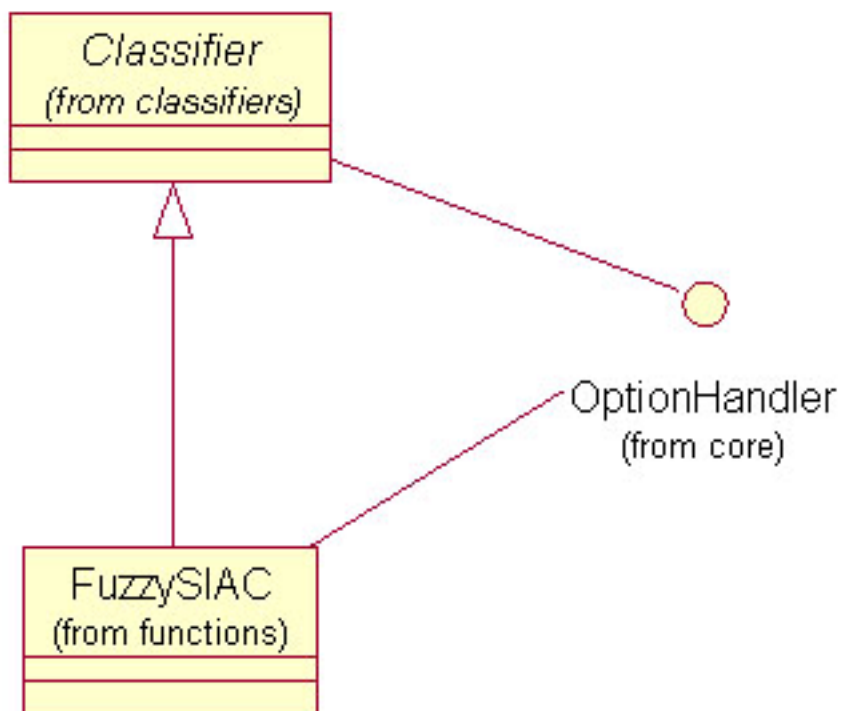 Classifier
(from classifiers)
OptionHandler
(from core)
FuzzySIAC
(from functions)